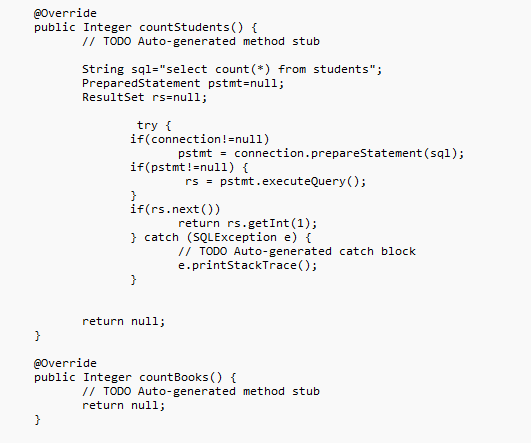 @Override
public Integer countStudents() {
// TODO Auto-generated method stub
String sql="select count(*) from students";
PreparedStatement pstmt=null;
ResultSet rs=null;
try {
if(connection!=null)
pstmt = connection.prepareStatement(sql);
if(pstmt!=null) {
rs = pstmt.executeQuery();
}
if(rs.next())
return rs.getInt(1);
} catch (SQLException e) {
// TODO Auto-generated catch block
e.printStackTrace();
}
return null;
}
@Override
public Integer countBooks() {
// TODO Auto-generated method stub
return null;
}